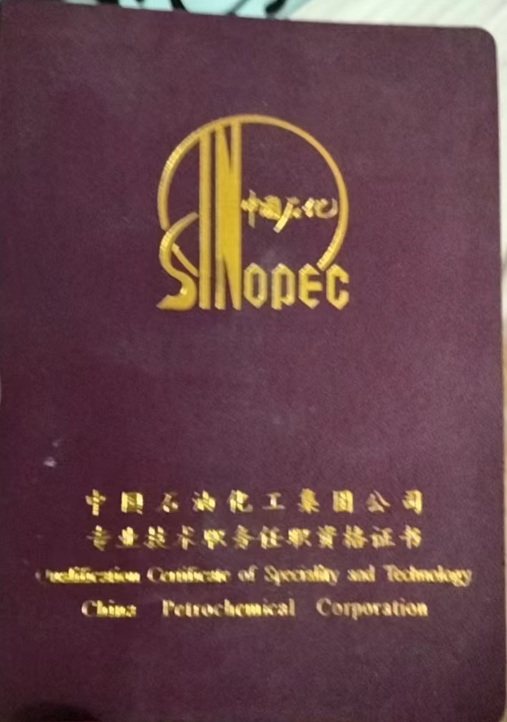 中國石化
SINOPEC
中国石油化工集团公司
专业技术职务任职资格证书
Qualification Certificate of Speciality and Technology
China Petrochemical Corporation